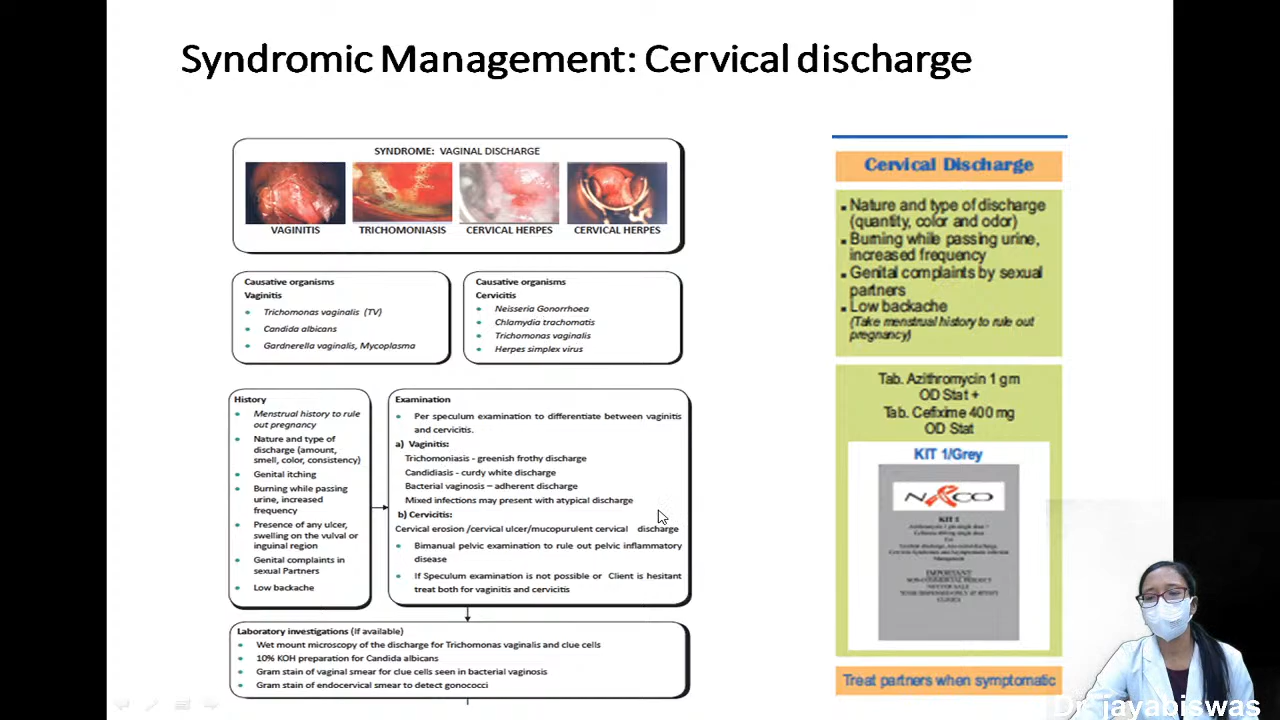 Syndromic Management: Cervical discharge
SYNDROME: VAGINAL DISCHARGE
VAGINITIS
TRICHOMONIASIS
CERVICAL HERPES
CERVICAL HERPES
Causative organisms
Vaginitis
Trichomonas vaginalis (TV)
Candida albicans
Gardnerella vaginalis, Mycoplasma
Causative organisms
Cervicitis
Neisseria Gonorrhoea
Chlamydia trachomatis
Trichomonas vaginalis
Herpes simplex virus
History
Menstrual history to rule
out pregnancy
Nature and type of
discharge (amount,
smell, color, consistency)
Genital itching
Burning while passing
urine, increased
frequency
Presence of any ulcer,
swelling on the vulval or
inguinal region
Genital complaints in
sexual Partners
Low backache
Examination
Per speculum examination to differentiate between vaginitis
and cervicitis.
a) Vaginitis:
Trichomoniasis - greenish frothy discharge
Candidiasis - curdy white discharge
Bacterial vaginosis – adherent discharge
Mixed infections may present with atypical discharge
b) Cervicitis:
Cervical erosion /cervical ulcer/mucopurulent cervical discharge
Bimanual pelvic examination to rule out pelvic inflammatory
disease
If Speculum examination is not possible or Client is hesitant
treat both for vaginitis and cervicitis
Laboratory investigations (If available)
Wet mount microscopy of the discharge for Trichomonas vaginalis and clue cells
10% KOH preparation for Candida albicans
Gram stain of vaginal smear for clue cells seen in bacterial vaginosis
Gram stain of endocervical smear to detect gonococci
Cervical Discharge
Nature and type of discharge
(quantity, color and odor)
Burning while passing urine,
increased frequency
Genital complaints by sexual
partners
Low backache
(Take menstrual history to rule out
pregnancy)
Tab. Azithromycin 1 gm
OD Stat +
Tab. Cefixime 400 mg
OD Stat
KIT 1/Grey
NACO
KIT 1
IMPORTANT
Treat partners when symptomatic
Dr. jayabiswas